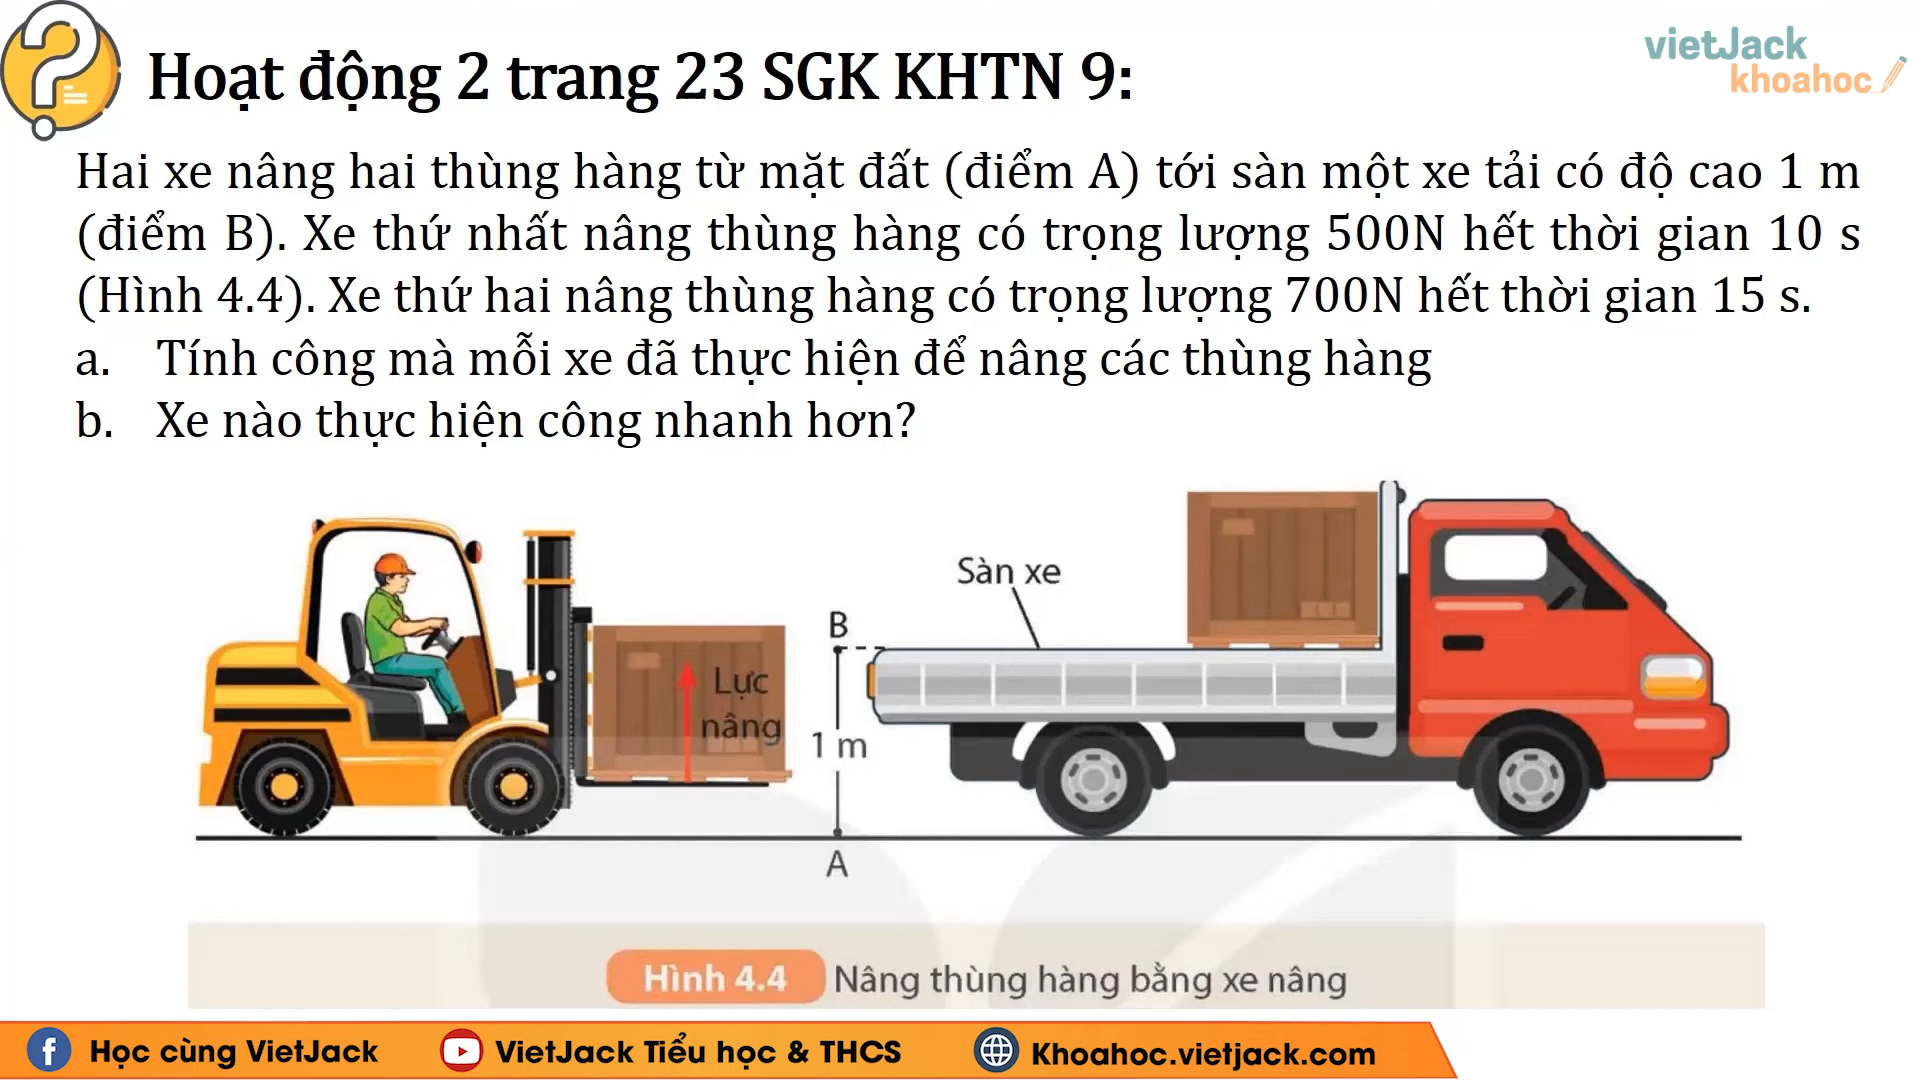 vietJack
khoahoc
Hoạt động 2 trang 23 SGK KHTN 9:
Hai xe nâng hai thùng hàng từ mặt đất (điểm A) tới sàn một xe tải có độ cao 1 m
(điểm B). Xe thứ nhất nâng thùng hàng có trọng lượng 500N hết thời gian 10 s
(Hình 4.4). Xe thứ hai nâng thùng hàng có trọng lượng 700N hết thời gian 15 s.
a. Tính công mà mỗi xe đã thực hiện để nâng các thùng hàng
b. Xe nào thực hiện công nhanh hơn?
Sàn xe
B
Lực
nâng
1 m
A
Hình 4.4 Nâng thùng hàng bằng xe nâng
Học cùng VietJack
VietJack Tiểu học & THCS
Khoahoc.vietjack.com